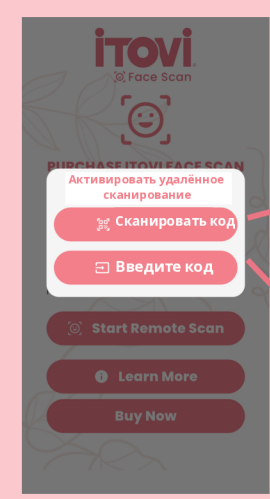 iTOVi
Face Scan
PURCHASE ITOVI FACE SCAN
Активировать удалённое
сканирование
Сканировать код
Введите код
Start Remote Scan
Learn More
Buy Now